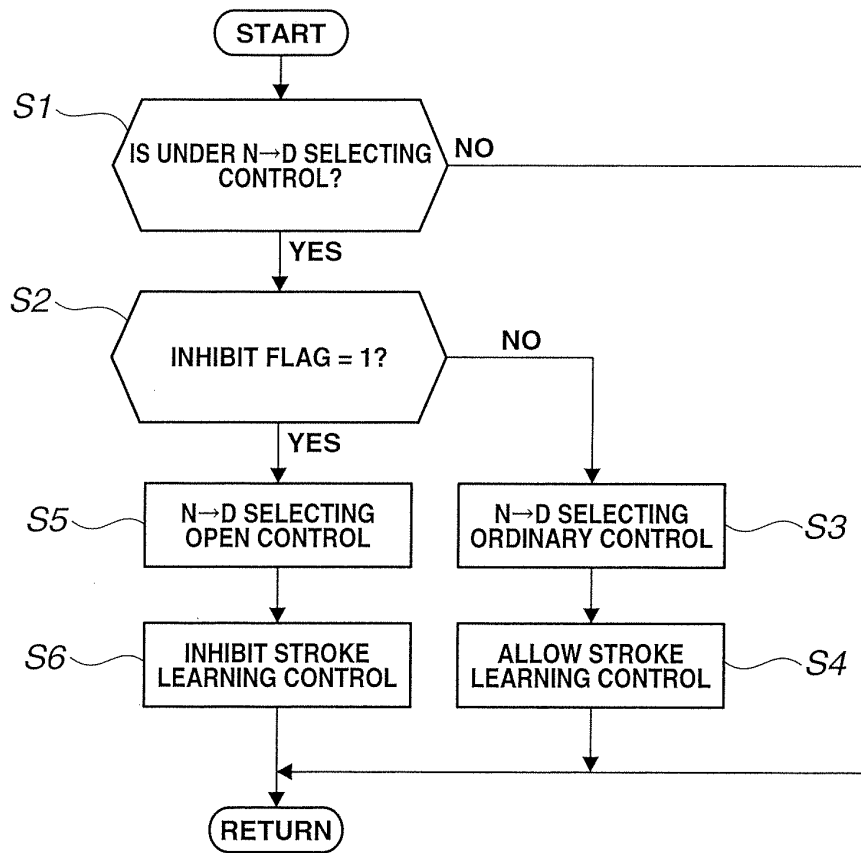 START
S1
IS UNDER N→D SELECTING
CONTROL?
NO
YES
S2
INHIBIT FLAG = 1?
NO
YES
S5
N→D SELECTING
OPEN CONTROL
N→D SELECTING
ORDINARY CONTROL
S3
S6
INHIBIT STROKE
LEARNING CONTROL
ALLOW STROKE
LEARNING CONTROL
S4
RETURN